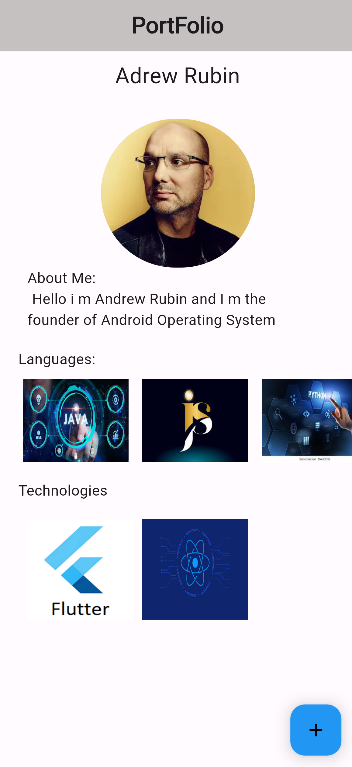 PortFolio
Adrew Rubin
About Me:
Hello i m Andrew Rubin and I m the
founder of Android Operating System
Languages:
JAVA
JS
PYTHON
Technologies
Flutter
+